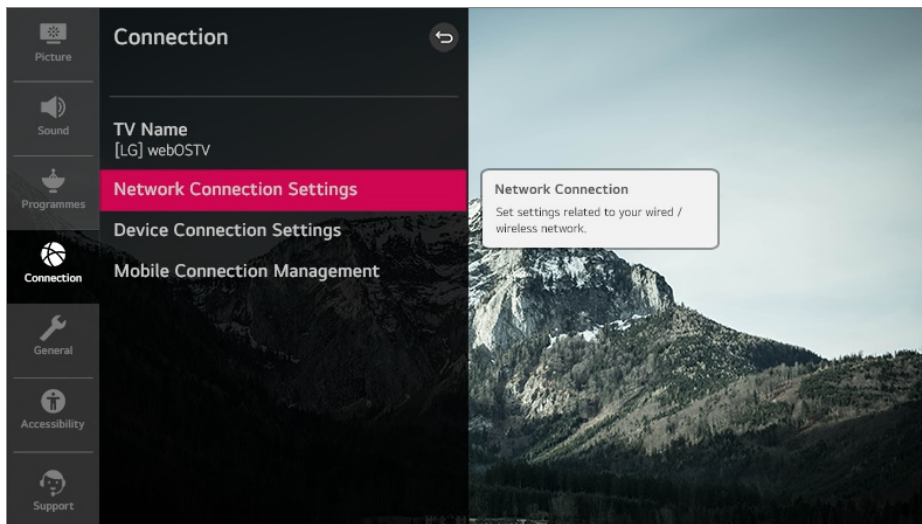 Picture
Sound
Programmes
Connection
General
Accessibility
Support
Connection
TV Name
[LG] webOSTV
Network Connection Settings
Device Connection Settings
Mobile Connection Management
Network Connection
Set settings related to your wired /
wireless network.